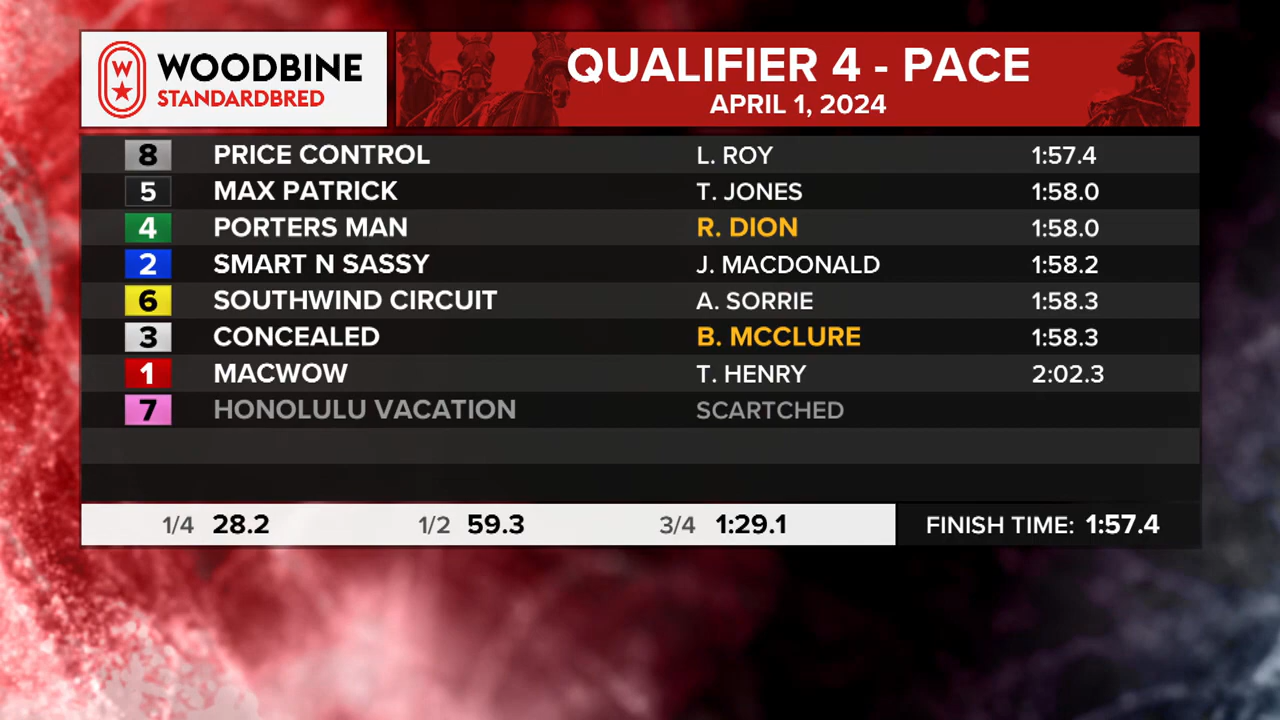 W
WOODBINE
STANDARDBRED
QUALIFIER 4 - PACE
APRIL 1, 2024
8 PRICE CONTROL L. ROY 1:57.4
5 MAX PATRICK T. JONES 1:58.0
4 PORTERS MAN R. DION 1:58.0
2 SMART N SASSY J. MACDONALD 1:58.2
6 SOUTHWIND CIRCUIT A. SORRIE 1:58.3
3 CONCEALED B. MCCLURE 1:58.3
1 MACWOW T. HENRY 2:02.3
7 HONOLULU VACATION SCARTCHED
1/4 28.2 1/2 59.3 3/4 1:29.1 FINISH TIME: 1:57.4